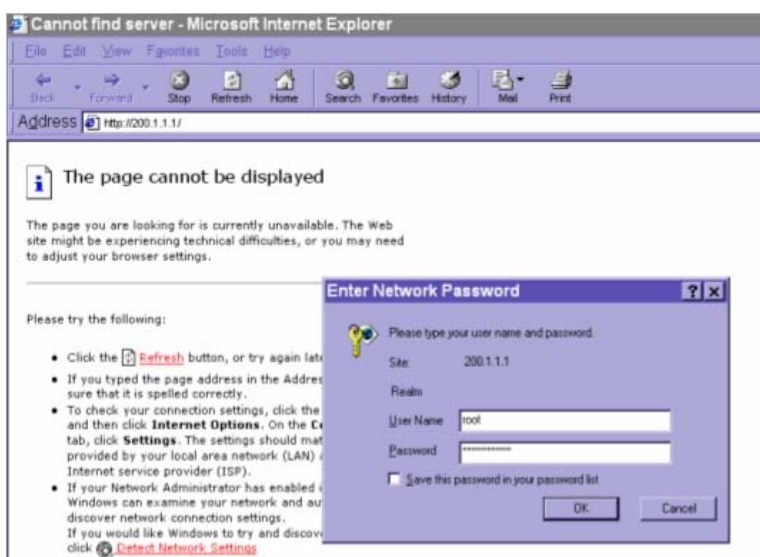 Cannot find server - Microsoft Internet Explorer
File Edit View Favorites Tools Help
Back Forward Stop Refresh Home Search Favorites History Mail Print
Address http://200.1.1.1/
The page cannot be displayed
The page you are looking for is currently unavailable. The Web
site might be experiencing technical difficulties, or you may need
to adjust your browser settings.
Please try the following:
• Click the Refresh button, or try again
• If you typed the page address in the
sure that it is spelled correctly.
• To check your connection settings, click the
and then click Internet Options. On the
tab, click Settings. The settings should
provided by your local area network (LAN)
Internet service provider (ISP).
• If your Network Administrator has enabled
Windows can examine your network and
discover network connection settings.
If you would like Windows to try and
click Detect Network Settings
Enter Network Password
Please type your user name and password.
Site: 200.1.1.1
Realm
User Name root
Password ************
Save this password in your password list
OK Cancel